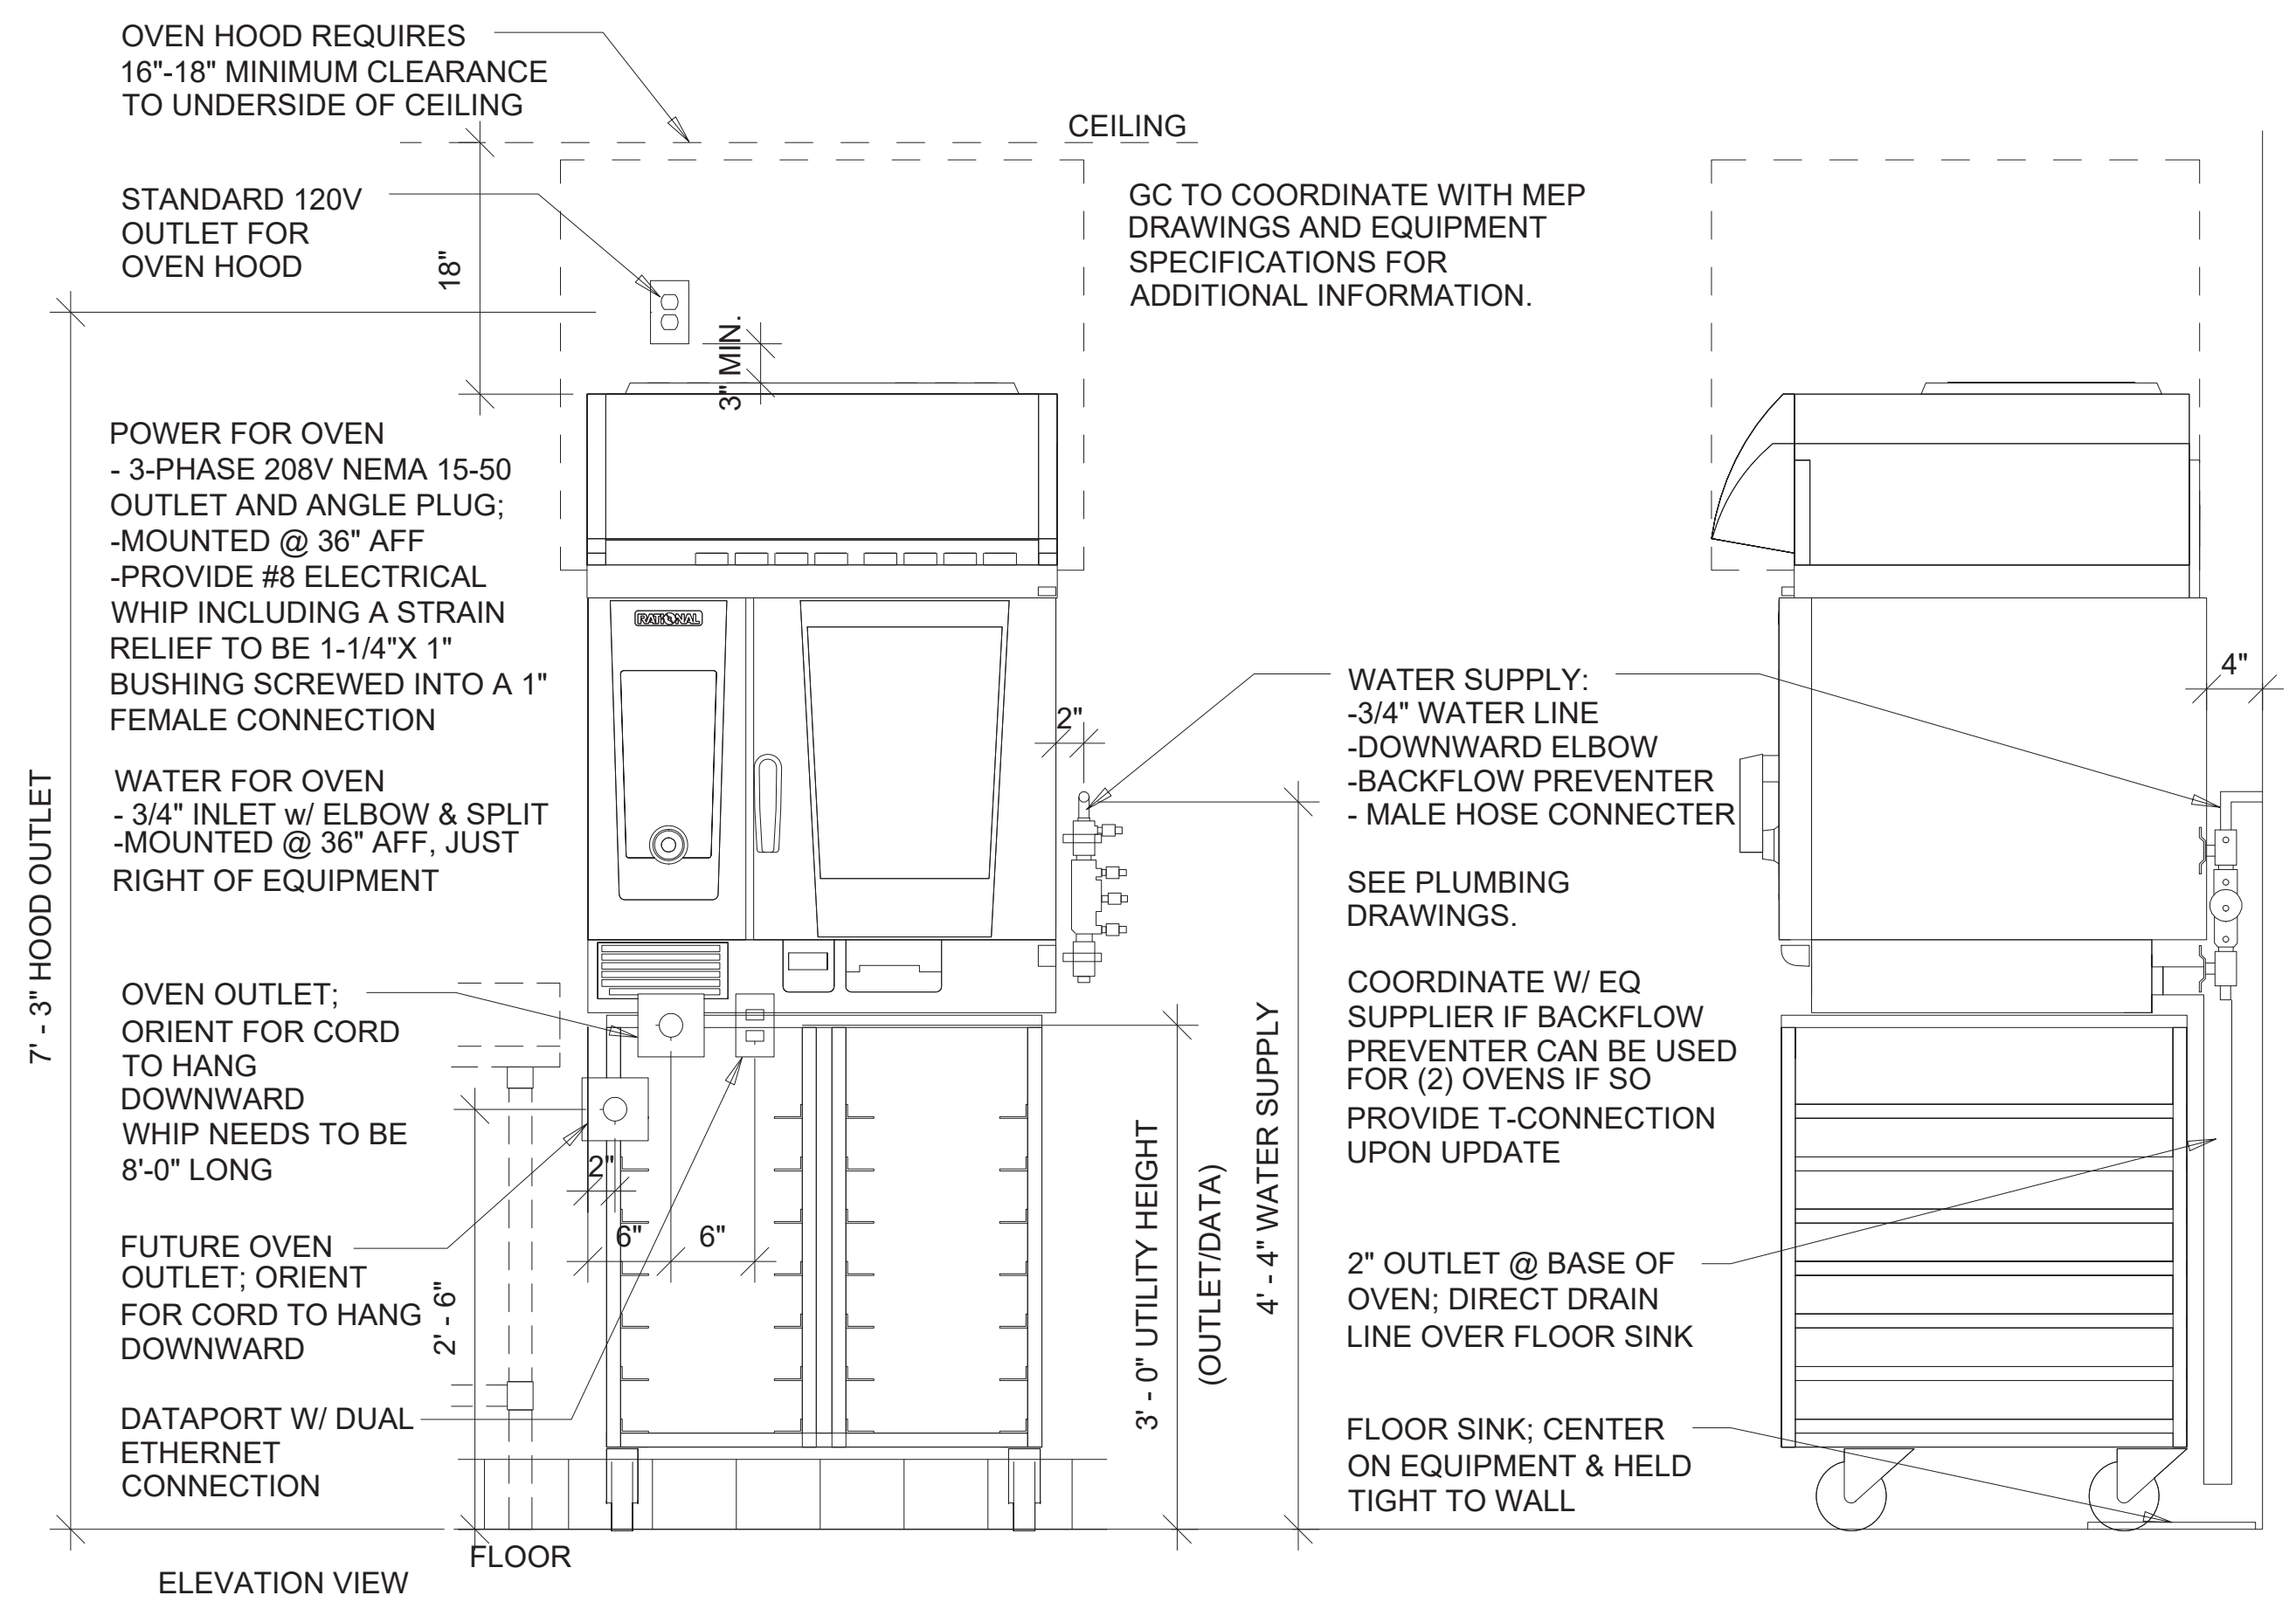 OVEN HOOD REQUIRES
16"-18" MINIMUM CLEARANCE
TO UNDERSIDE OF CEILING
CEILING
STANDARD 120V
OUTLET FOR
OVEN HOOD
18"
3" MIN.
GC TO COORDINATE WITH MEP
DRAWINGS AND EQUIPMENT
SPECIFICATIONS FOR
ADDITIONAL INFORMATION.
POWER FOR OVEN
- 3-PHASE 208V NEMA 15-50
OUTLET AND ANGLE PLUG;
-MOUNTED @ 36" AFF
-PROVIDE #8 ELECTRICAL
WHIP INCLUDING A STRAIN
RELIEF TO BE 1-1/4"X 1"
BUSHING SCREWED INTO A 1"
FEMALE CONNECTION
WATER FOR OVEN
- 3/4" INLET w/ ELBOW & SPLIT
-MOUNTED @ 36" AFF, JUST
RIGHT OF EQUIPMENT
7' - 3" HOOD OUTLET
RATIONAL
2"
WATER SUPPLY:
-3/4" WATER LINE
-DOWNWARD ELBOW
-BACKFLOW PREVENTER
- MALE HOSE CONNECTER
4"
SEE PLUMBING
DRAWINGS.
COORDINATE W/ EQ
SUPPLIER IF BACKFLOW
PREVENTER CAN BE USED
FOR (2) OVENS IF SO
PROVIDE T-CONNECTION
UPON UPDATE
OVEN OUTLET;
ORIENT FOR CORD
TO HANG
DOWNWARD
WHIP NEEDS TO BE
8'-0" LONG
2"
6"
6"
FUTURE OVEN
OUTLET; ORIENT
FOR CORD TO HANG
DOWNWARD
2' - 6"
3' - 0" UTILITY HEIGHT
(OUTLET/DATA)
4' - 4" WATER SUPPLY
2" OUTLET @ BASE OF
OVEN; DIRECT DRAIN
LINE OVER FLOOR SINK
DATAPORT W/ DUAL
ETHERNET
CONNECTION
FLOOR SINK; CENTER
ON EQUIPMENT & HELD
TIGHT TO WALL
FLOOR
ELEVATION VIEW